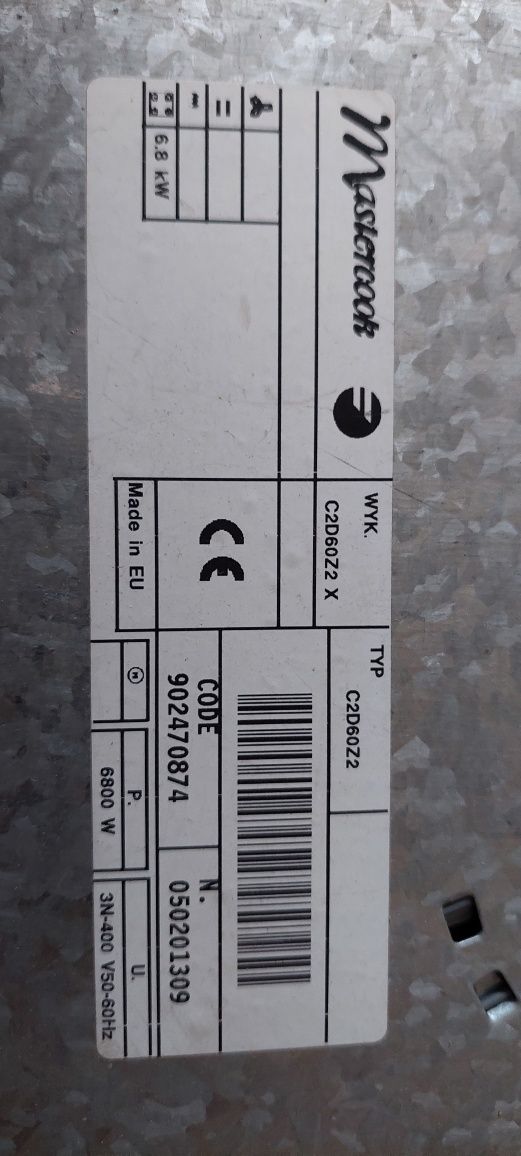 Mastercook
WYK.
C2D60Z2 X
TYP
C2D60Z2
6.8 kW
CE
Made in EU
CODE
902470874
N.
050201309
P.
6800 W
U.
3N-400 V50-60Hz